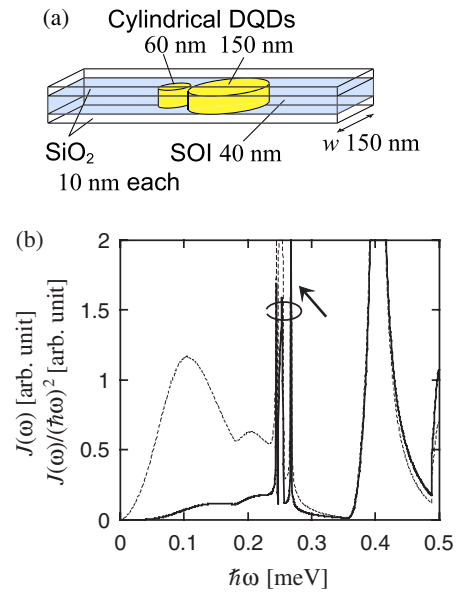 (a)
Cylindrical DQDs
60 nm 150 nm
SiO₂ SOI 40 nm w 150 nm
10 nm each
(b)
J(ω) [arb. unit]
J(ω)/(ℏω)² [arb. unit]
2
1.5
1
0.5
0
0 0.1 0.2 0.3 0.4 0.5
ℏω [meV]